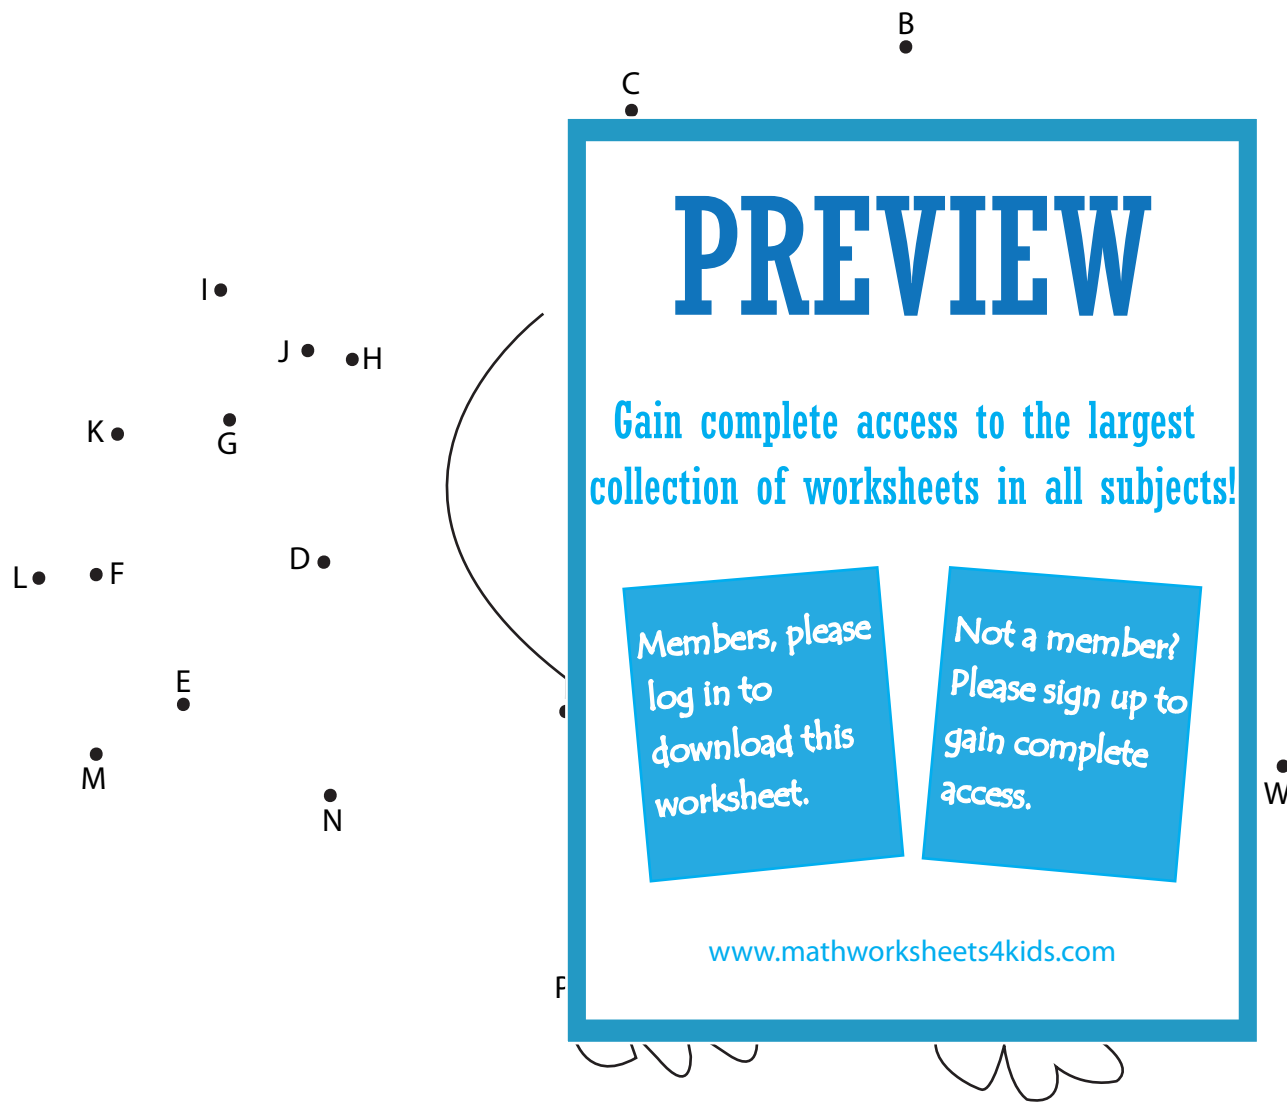 B
C
PREVIEW
I
J
H
K
G
Gain complete access to the largest
collection of worksheets in all subjects!
D
L
F
Members, please
log in to
download this
worksheet.
Not a member?
Please sign up to
gain complete
access.
E
M
N
W
www.mathworksheets4kids.com